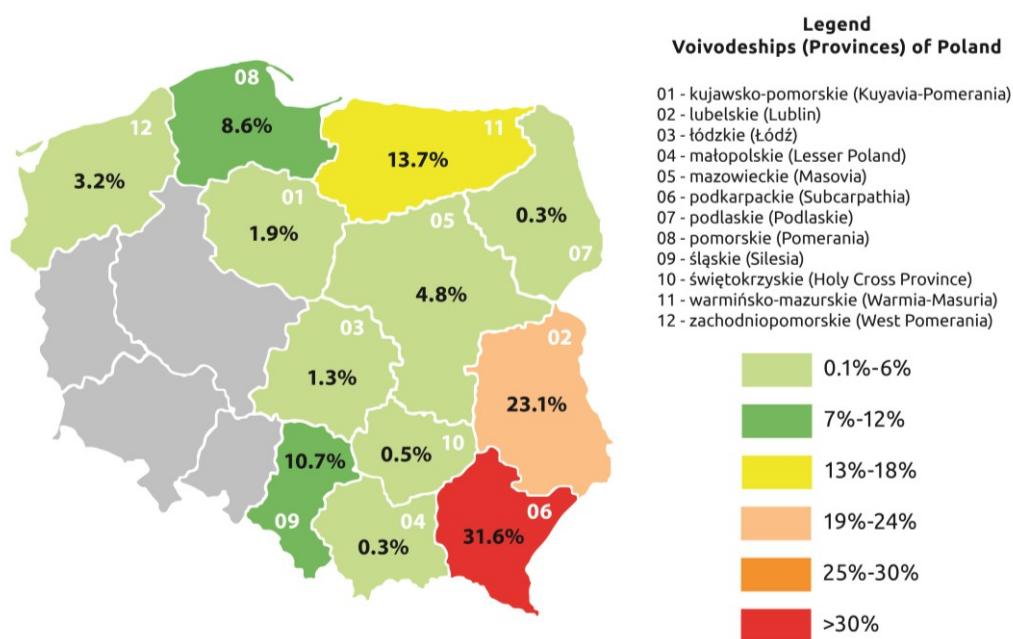 Legend
Voivodeships (Provinces) of Poland
01 - kujawsko-pomorskie (Kuyavia-Pomerania)
02 - lubelskie (Lublin)
03 - łódzkie (Łódź)
04 - małopolskie (Lesser Poland)
05 - mazowieckie (Masovia)
06 - podkarpackie (Subcarpathia)
07 - podlaskie (Podlaskie)
08 - pomorskie (Pomerania)
09 - śląskie (Silesia)
10 - świętokrzyskie (Holy Cross Province)
11 - warmińsko-mazurskie (Warmia-Masuria)
12 - zachodniopomorskie (West Pomerania)
0.1%-6%
7%-12%
13%-18%
19%-24%
25%-30%
>30%
08
8.6%
12
3.2%
11
13.7%
01
1.9%
05
4.8%
0.3%
07
03
1.3%
02
23.1%
10.7%
09
10
0.5%
04
0.3%
06
31.6%